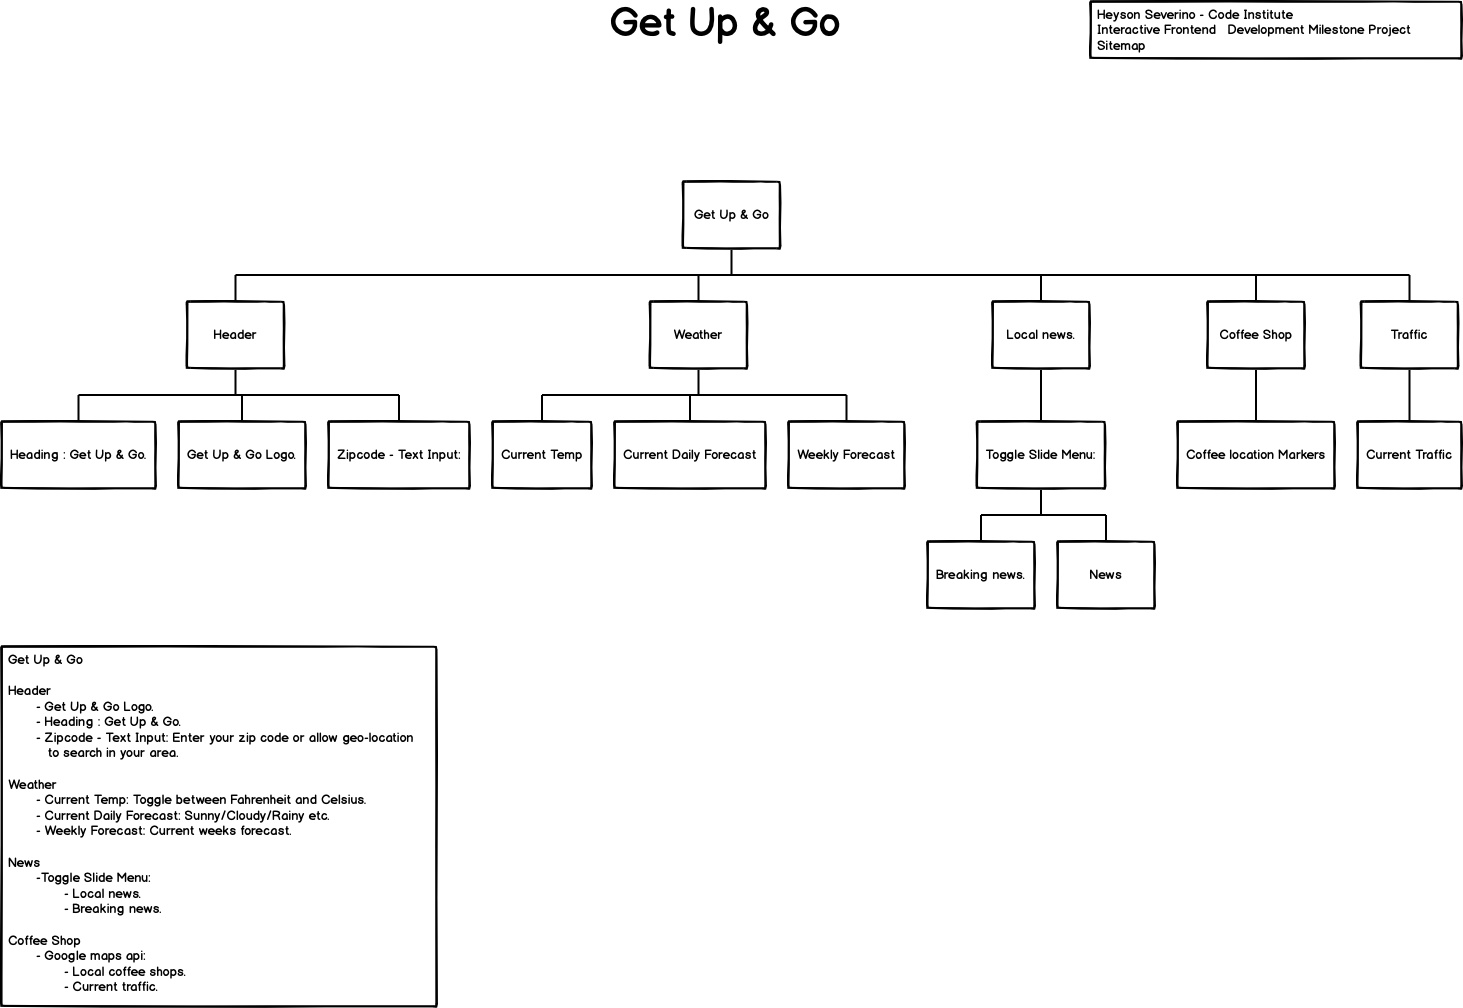 Get Up & Go
Heyson Severino - Code Institute
Interactive Frontend Development Milestone Project
Sitemap
Get Up & Go
Header
Weather
Local news.
Coffee Shop
Traffic
Heading : Get Up & Go.
Get Up & Go Logo.
Zipcode - Text Input:
Current Temp
Current Daily Forecast
Weekly Forecast
Toggle Slide Menu:
Coffee location Markers
Current Traffic
Breaking news.
News
Get Up & Go
Header
- Get Up & Go Logo.
- Heading : Get Up & Go.
- Zipcode - Text Input: Enter your zip code or allow geo-location
to search in your area.
Weather
- Current Temp: Toggle between Fahrenheit and Celsius.
- Current Daily Forecast: Sunny/Cloudy/Rainy etc.
- Weekly Forecast: Current weeks forecast.
News
-Toggle Slide Menu:
- Local news.
- Breaking news.
Coffee Shop
- Google maps api:
- Local coffee shops.
- Current traffic.